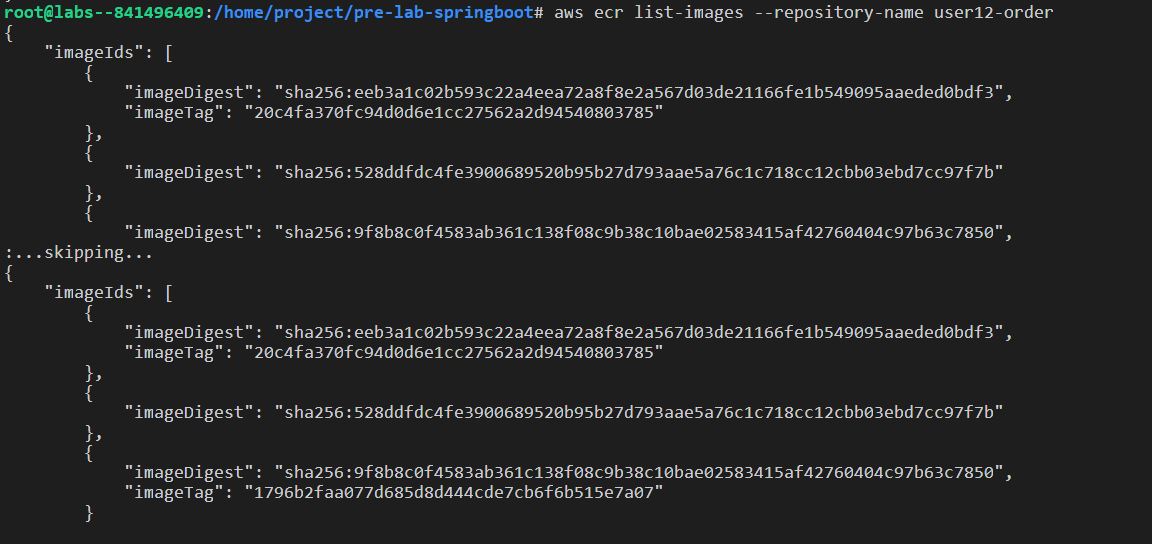 root@labs--841496409:/home/project/pre-lab-springboot# aws ecr list-images --repository-name user12-order
{
    "imageIds": [
        {
            "imageDigest": "sha256:eeb3a1c02b593c22a4eea72a8f8e2a567d03de21166fe1b549095aaeded0bdf3",
            "imageTag": "20c4fa370fc94d0d6e1cc27562a2d94540803785"
        },
        {
            "imageDigest": "sha256:528ddfdc4fe3900689520b95b27d793aae5a76c1c718cc12cbb03ebd7cc97f7b"
        },
        {
            "imageDigest": "sha256:9f8b8c0f4583ab361c138f08c9b38c10bae02583415af42760404c97b63c7850",
:...skipping...
{
    "imageIds": [
        {
            "imageDigest": "sha256:eeb3a1c02b593c22a4eea72a8f8e2a567d03de21166fe1b549095aaeded0bdf3",
            "imageTag": "20c4fa370fc94d0d6e1cc27562a2d94540803785"
        },
        {
            "imageDigest": "sha256:528ddfdc4fe3900689520b95b27d793aae5a76c1c718cc12cbb03ebd7cc97f7b"
        },
        {
            "imageDigest": "sha256:9f8b8c0f4583ab361c138f08c9b38c10bae02583415af42760404c97b63c7850",
            "imageTag": "1796b2faa077d685d8d444cde7cb6f6b515e7a07"
        }